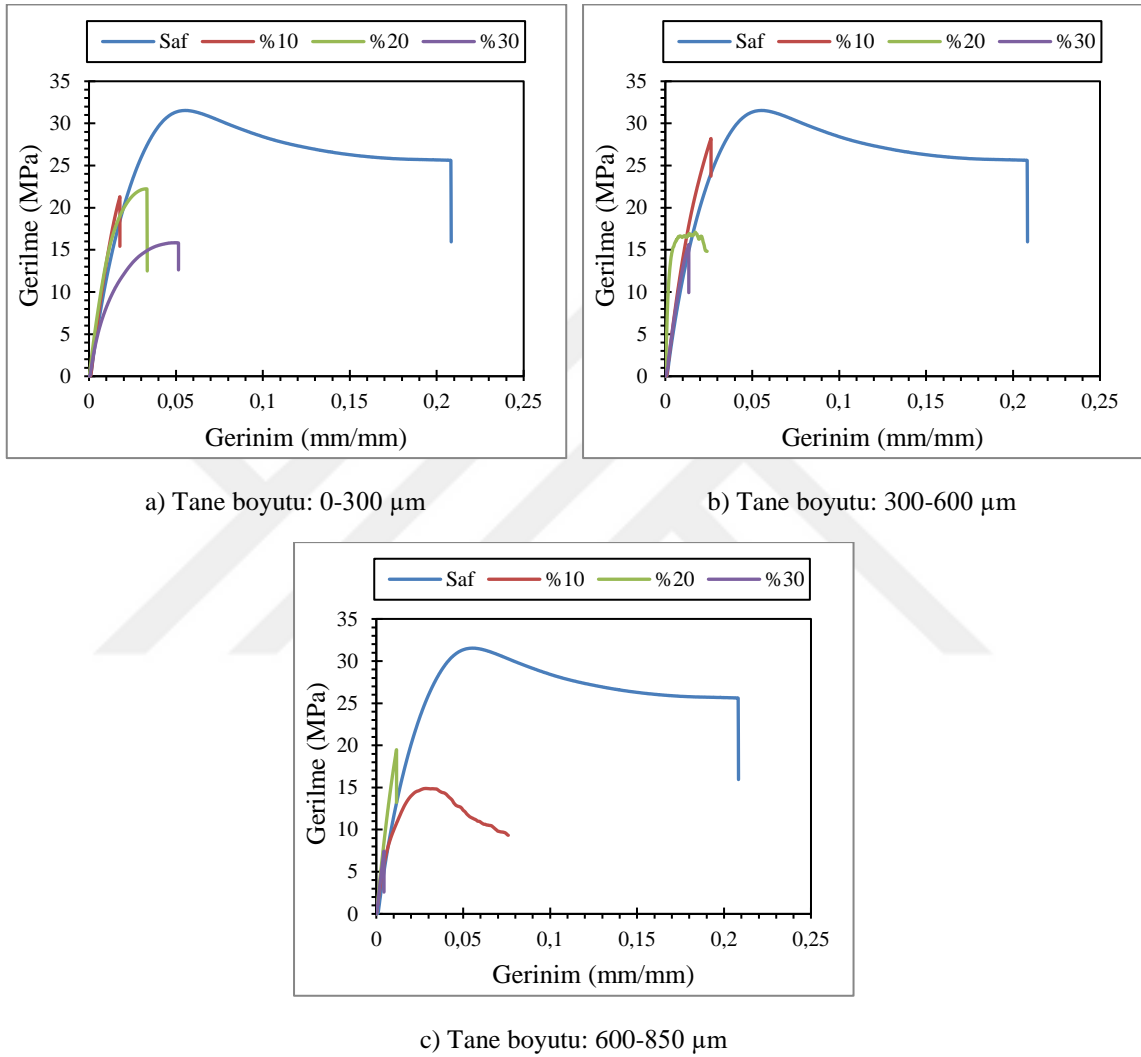 Saf %10 %20 %30
35
30
25
20
15
10
5
0
Gerilme (MPa)
0 0,05 0,1 0,15 0,2 0,25
Gerinim (mm/mm)
a) Tane boyutu: 0-300 µm
Saf %10 %20 %30
35
30
25
20
15
10
5
0
Gerilme (MPa)
0 0,05 0,1 0,15 0,2 0,25
Gerinim (mm/mm)
b) Tane boyutu: 300-600 µm
Saf %10 %20 %30
35
30
25
20
15
10
5
0
Gerilme (MPa)
0 0,05 0,1 0,15 0,2 0,25
Gerinim (mm/mm)
c) Tane boyutu: 600-850 µm